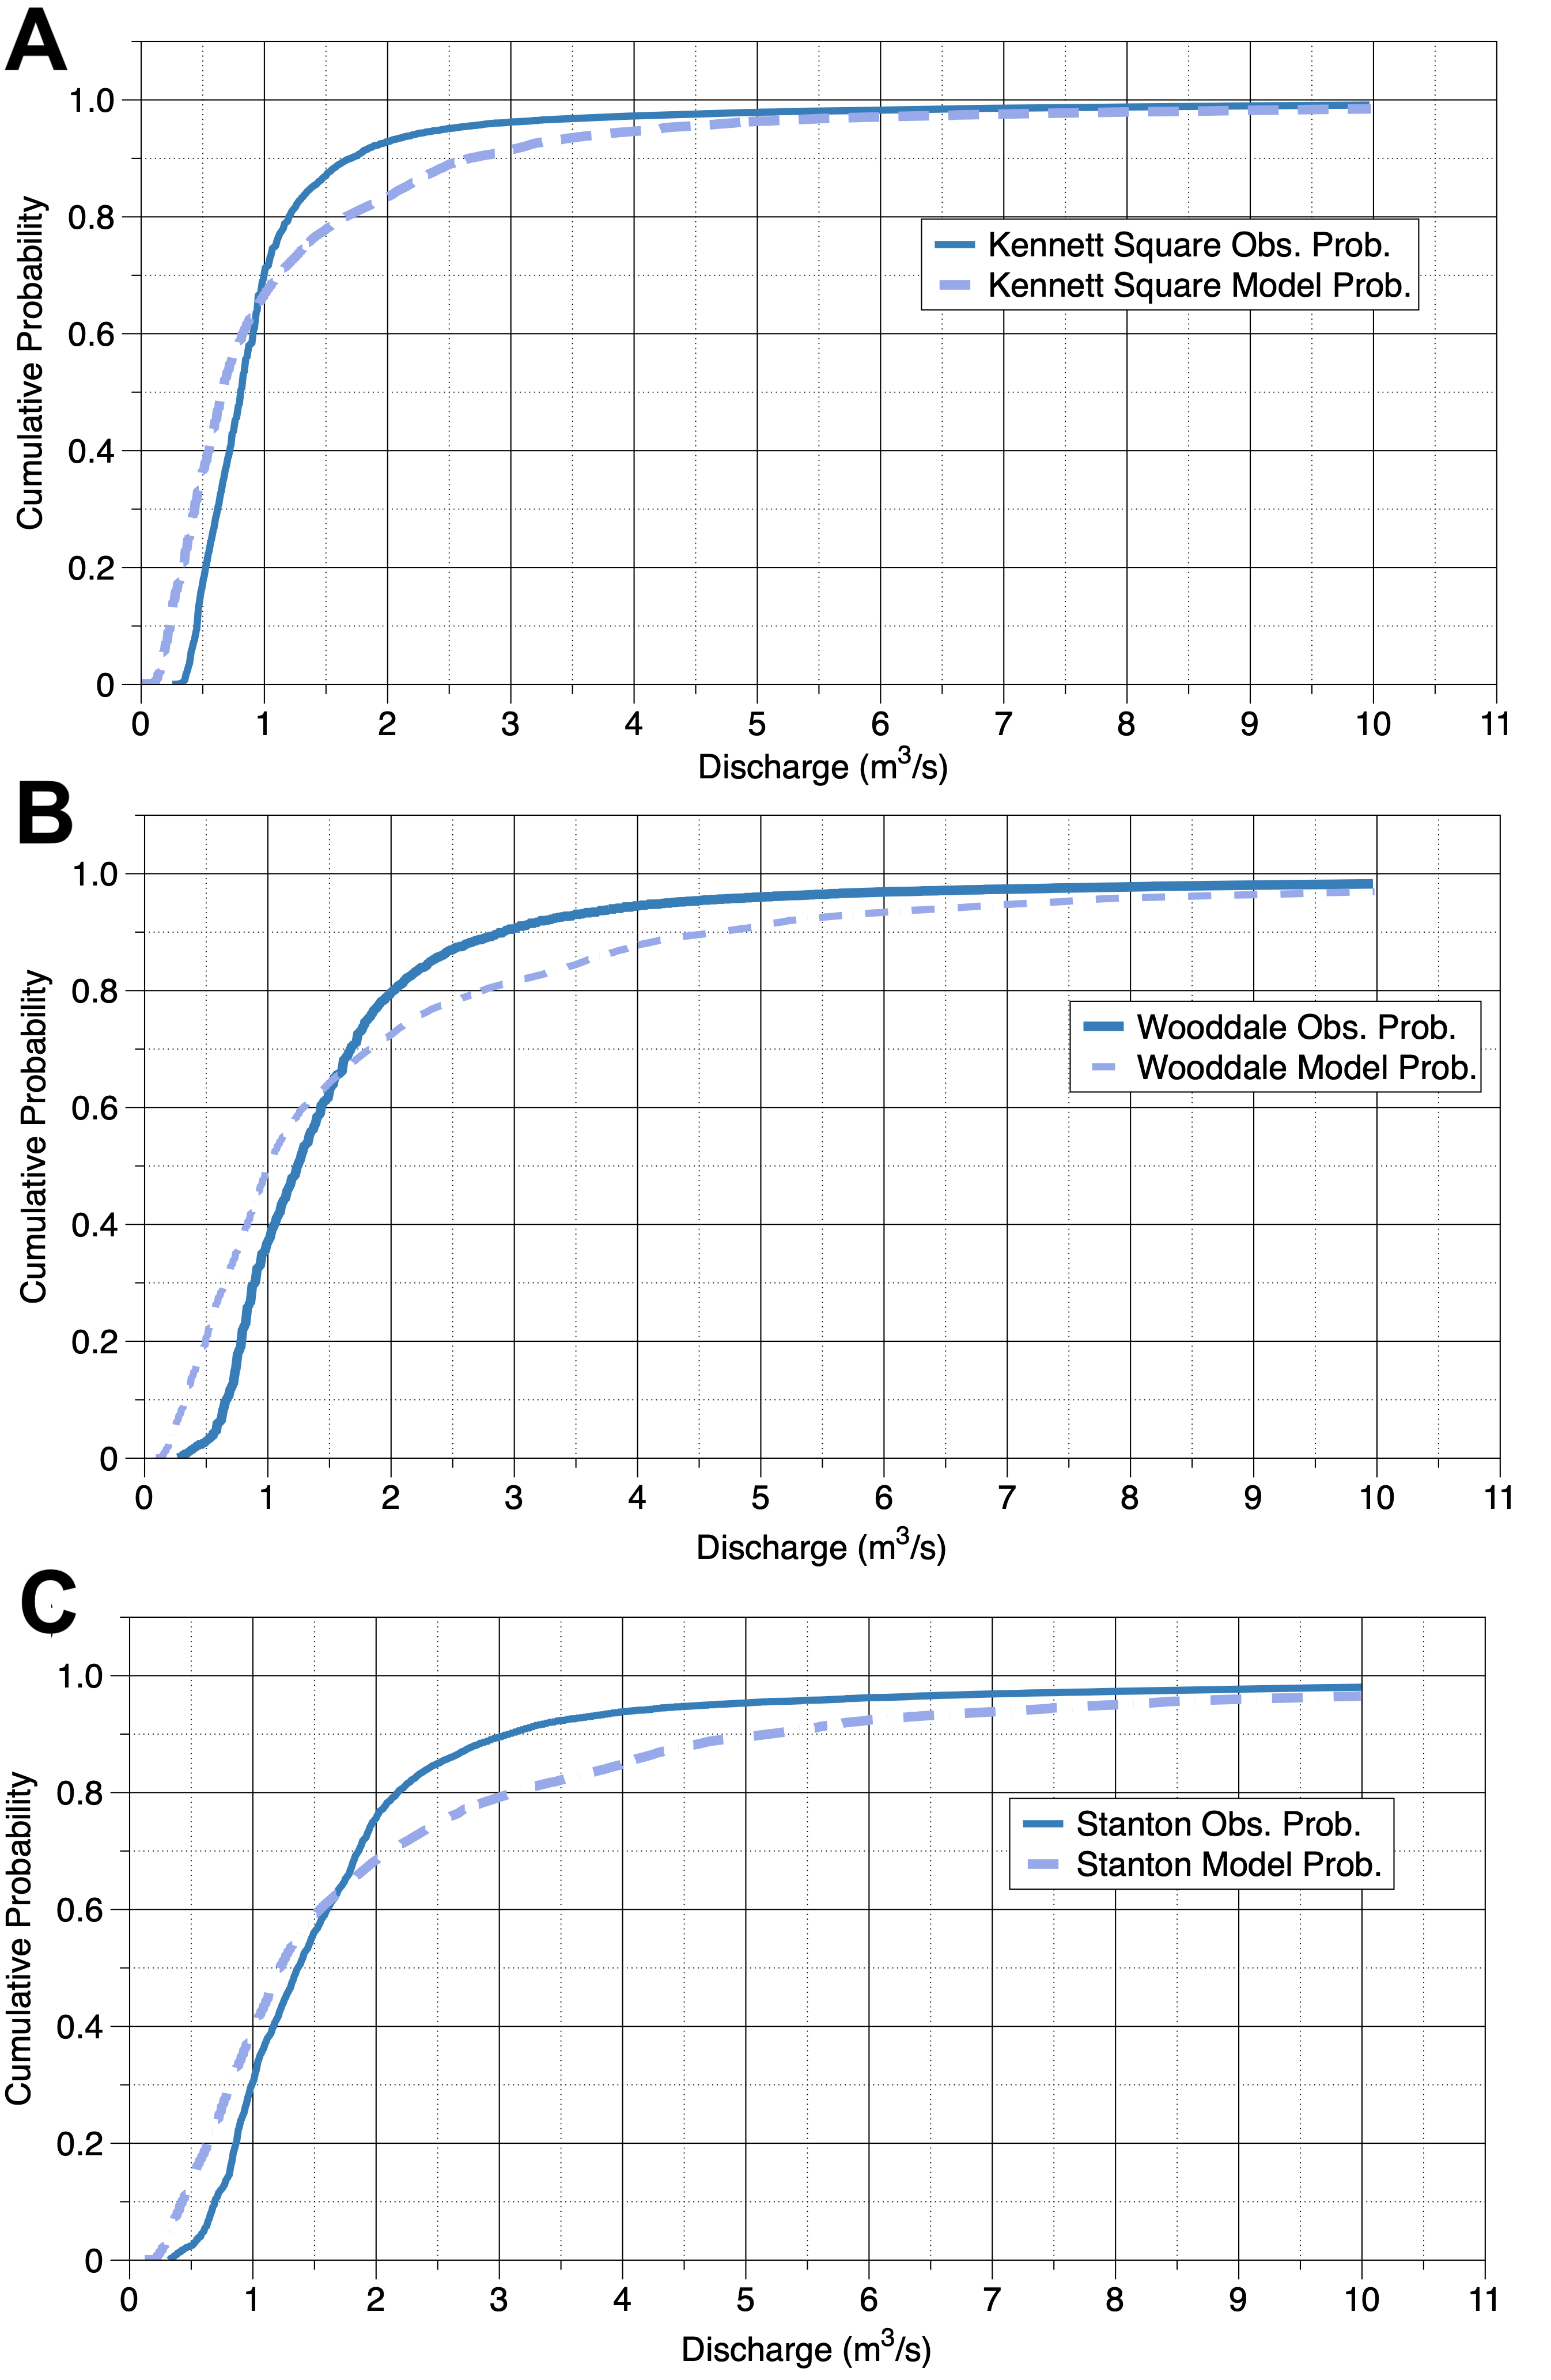 A
1.0
0.8
0.6
0.4
0.2
0
Cumulative Probability
Kennett Square Obs. Prob.
Kennett Square Model Prob.
0 1 2 3 4 5 6 7 8 9 10 11
Discharge (m³/s)
B
1.0
0.8
0.6
0.4
0.2
0
Cumulative Probability
Wooddale Obs. Prob.
Wooddale Model Prob.
0 1 2 3 4 5 6 7 8 9 10 11
Discharge (m³/s)
C
1.0
0.8
0.6
0.4
0.2
0
Cumulative Probability
Stanton Obs. Prob.
Stanton Model Prob.
0 1 2 3 4 5 6 7 8 9 10 11
Discharge (m³/s)